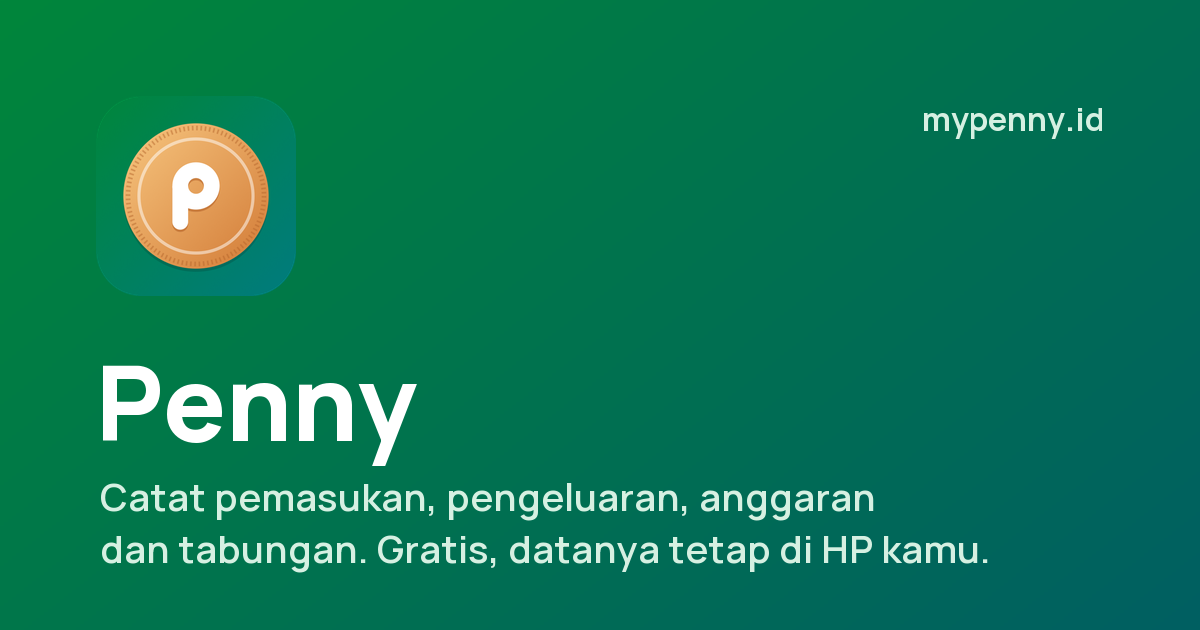 mypenny.id
P
Penny
Catat pemasukan, pengeluaran, anggaran
dan tabungan. Gratis, datanya tetap di HP kamu.